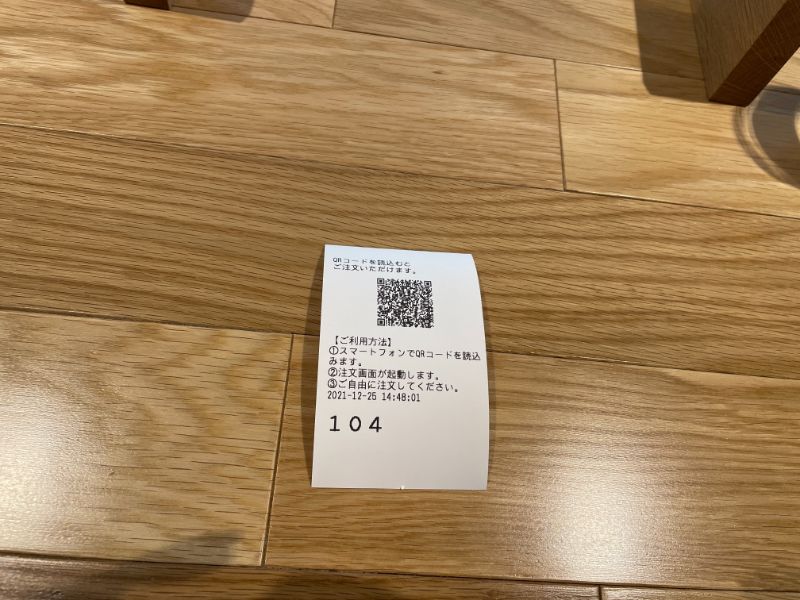 QRコードを読込むと
ご注文いただけます。
【ご利用方法】
①スマートフォンでQRコードを読込
みます。
②注文画面が起動します。
③ご自由に注文してください。
2021-12-25 14:48:01
104